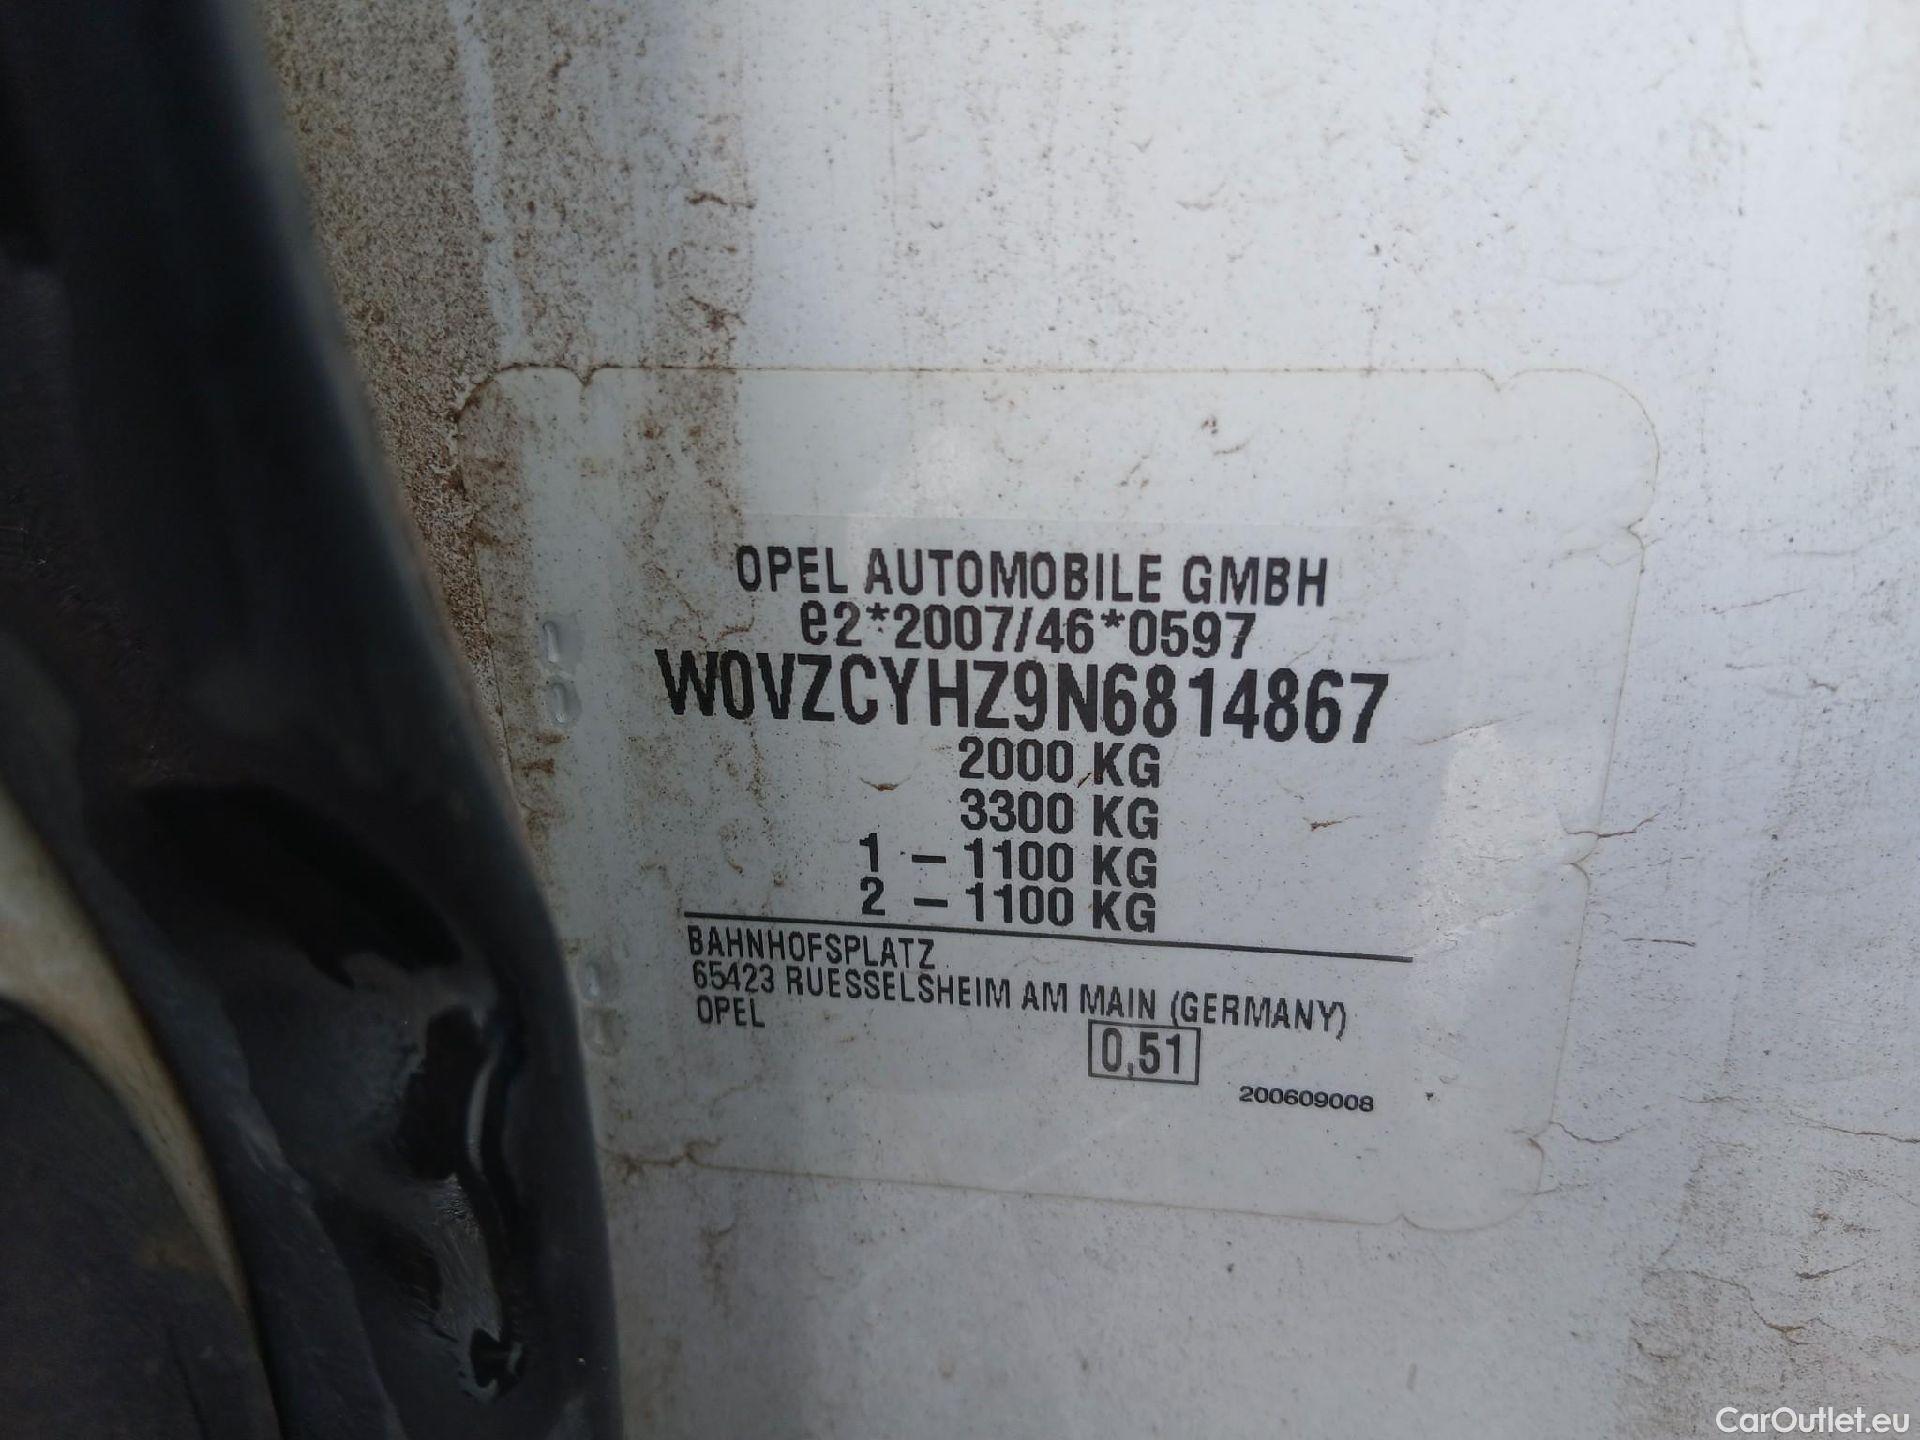 OPEL AUTOMOBILE GMBH
e2*2007/46*0597
W0VZCYHZ9N6814867
2000 KG
3300 KG
1 - 1100 KG
2 - 1100 KG
BAHNHOFSPLATZ
65423 RUESSELSHEIM AM MAIN (GERMANY)
OPEL
0,51
200609008
CarOutlet.eu